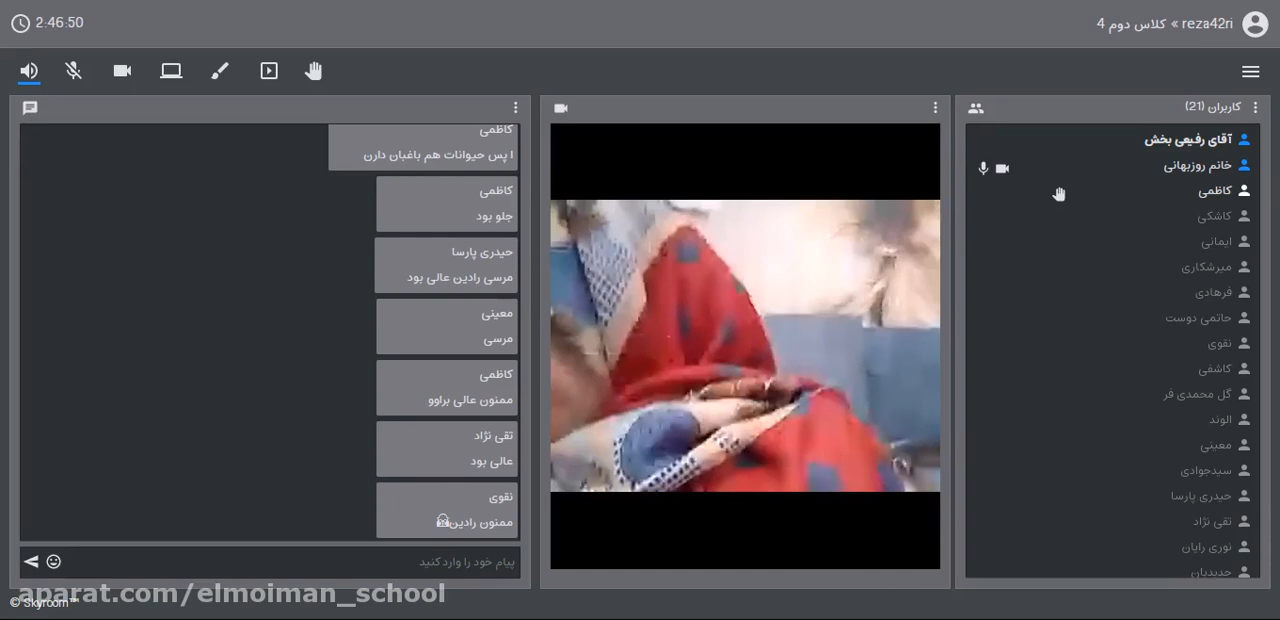 2:46:50
reza42ri » کلاس دوم 4
کاظمی
ا پس حیوانات هم باغبان دارن
کاظمی
جلو بود
حیدری پارسا
مرسی رادین عالی بود
معینی
مرسی
کاظمی
ممنون عالی براوو
تقی نژاد
عالی بود
نقوی
ممنون رادین
پیام خود را وارد کنید
کاربران (21)
آقای رفیعی بخش
خانم روزبهانی
کاظمی
کاشکی
ایمانی
میرشکاری
فرهادی
حاتمی دوست
نقوی
کاشفی
گل محمدی فر
الوند
معینی
سیدجوادی
حیدری پارسا
تقی نژاد
نوری رایان
aparat.com/elmoiman_school
© Skyroom™